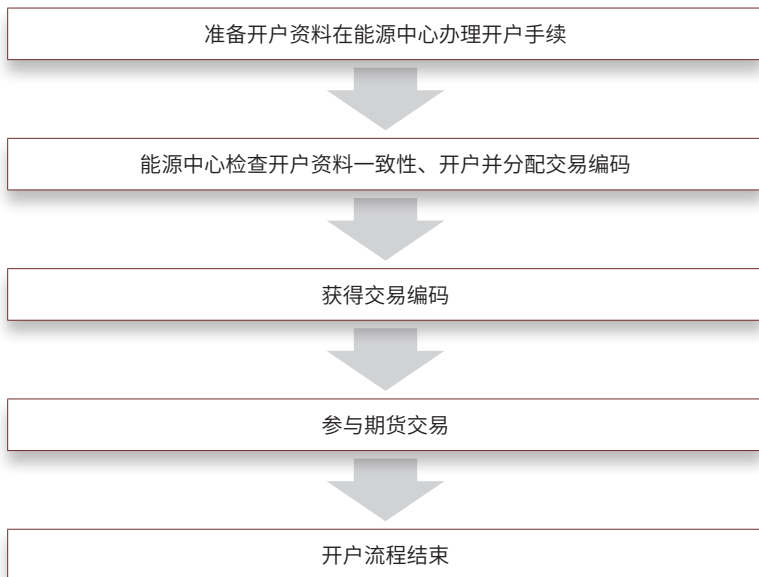 准备开户资料在能源中心办理开户手续
能源中心检查开户资料一致性、开户并分配交易编码
获得交易编码
参与期货交易
开户流程结束